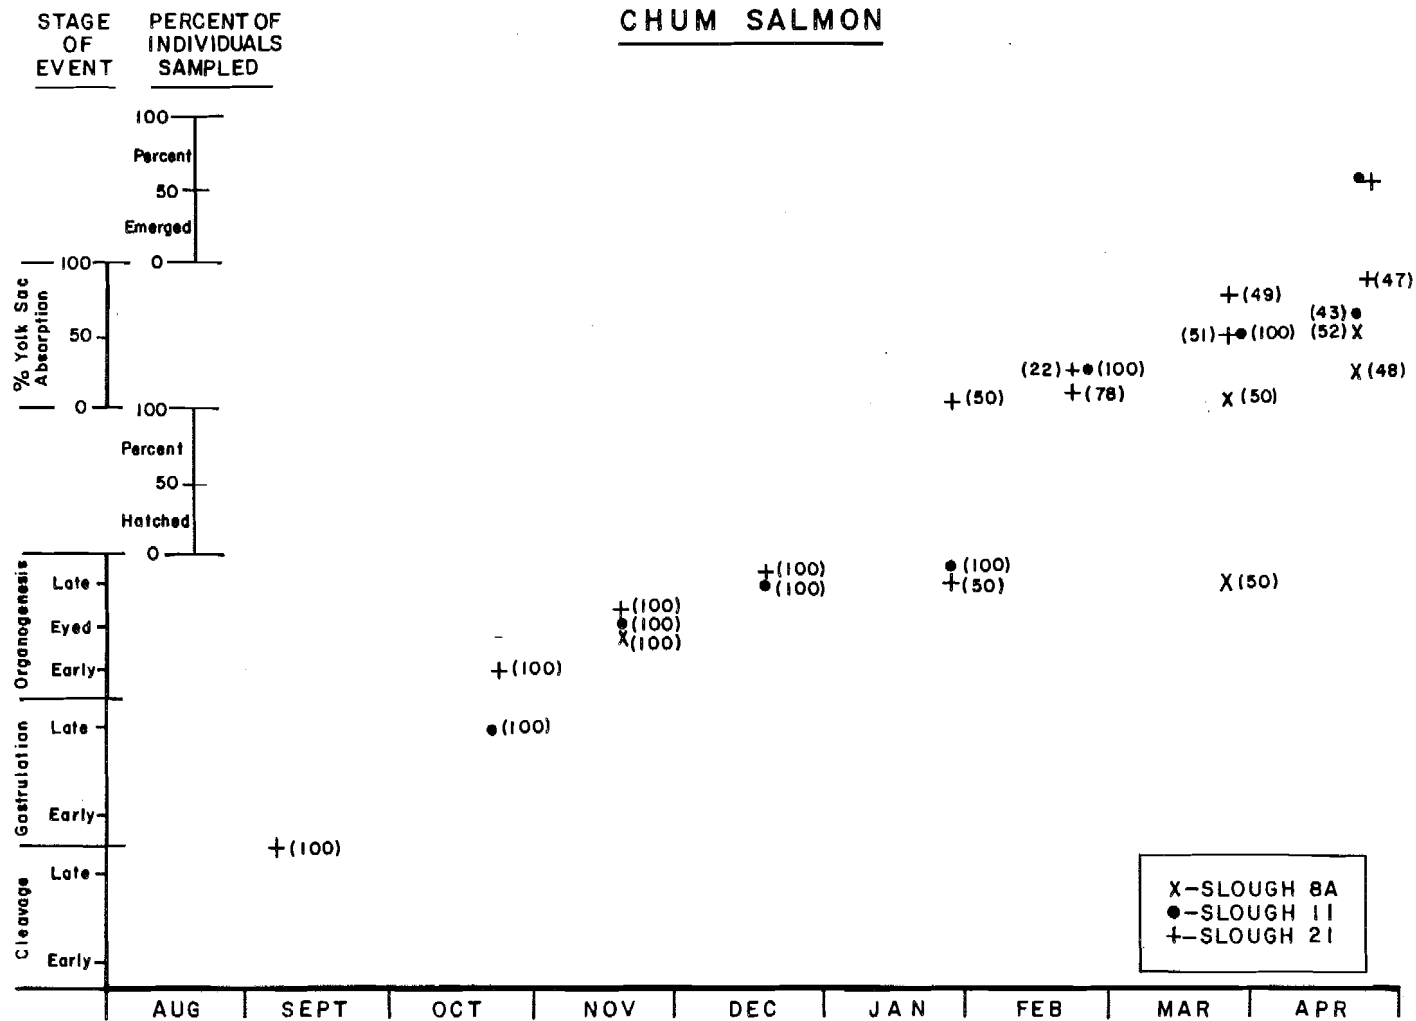 CHUM SALMON
STAGE
OF
EVENT
PERCENT OF
INDIVIDUALS
SAMPLED
100
Percent
50
Emerged
0
% Yolk Sac
Absorption
100
50
0
100
Percent
50
Hatched
0
Organogenesis
Late
Eyed
Early
Gastrulation
Late
Early
Cleavage
Late
Early
(47)
(49)
(43)
(51)
(100)
(52)
(22)
(100)
(48)
(50)
(78)
(50)
(100)
(100)
(100)
(50)
(50)
(100)
(100)
(100)
(100)
(100)
(100)
X-SLOUGH 8A
●-SLOUGH 11
+-SLOUGH 21
AUG SEPT OCT NOV DEC JAN FEB MAR APR